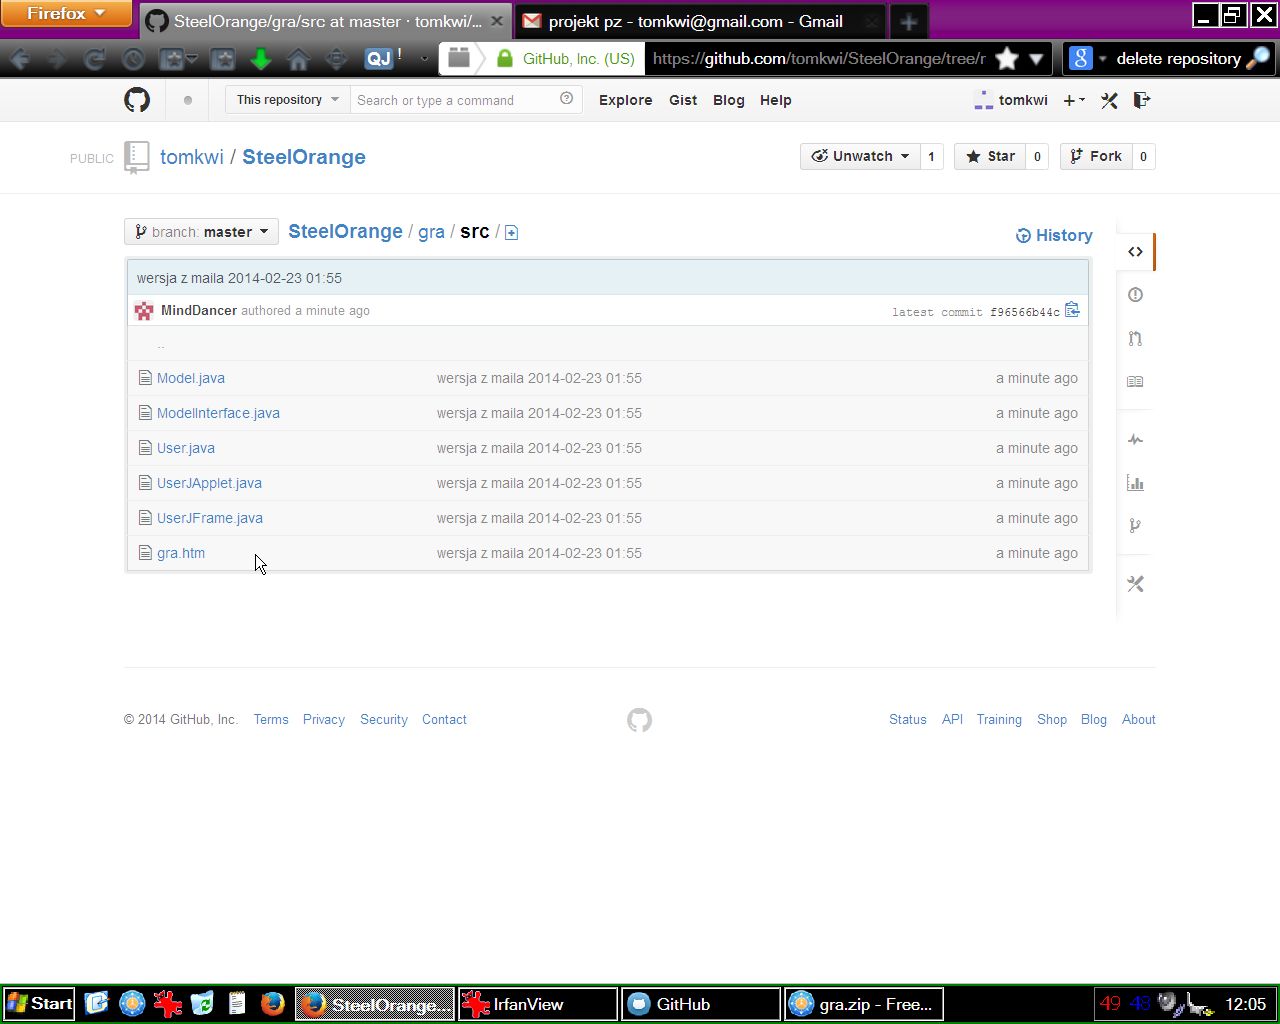 Firefox
SteelOrange/gra/src at master · tomkwi/...
projekt pz - tomkwi@gmail.com - Gmail
QJ !
GitHub, Inc. (US)
https://github.com/tomkwi/SteelOrange/tree/r
8
delete repository
This repository
Search or type a command
Explore
Gist
Blog
Help
tomkwi
PUBLIC
tomkwi / SteelOrange
Unwatch
1
Star
0
Fork
0
branch: master
SteelOrange / gra / src /
History
wersja z maila 2014-02-23 01:55
MindDancer authored a minute ago
latest commit f96566b44c
..
Model.java wersja z maila 2014-02-23 01:55 a minute ago
ModelInterface.java wersja z maila 2014-02-23 01:55 a minute ago
User.java wersja z maila 2014-02-23 01:55 a minute ago
UserJApplet.java wersja z maila 2014-02-23 01:55 a minute ago
UserJFrame.java wersja z maila 2014-02-23 01:55 a minute ago
gra.htm wersja z maila 2014-02-23 01:55 a minute ago
© 2014 GitHub, Inc. Terms Privacy Security Contact
Status API Training Shop Blog About
Start
SteelOrange...
IrfanView
GitHub
gra.zip - Free...
49 48
12:05